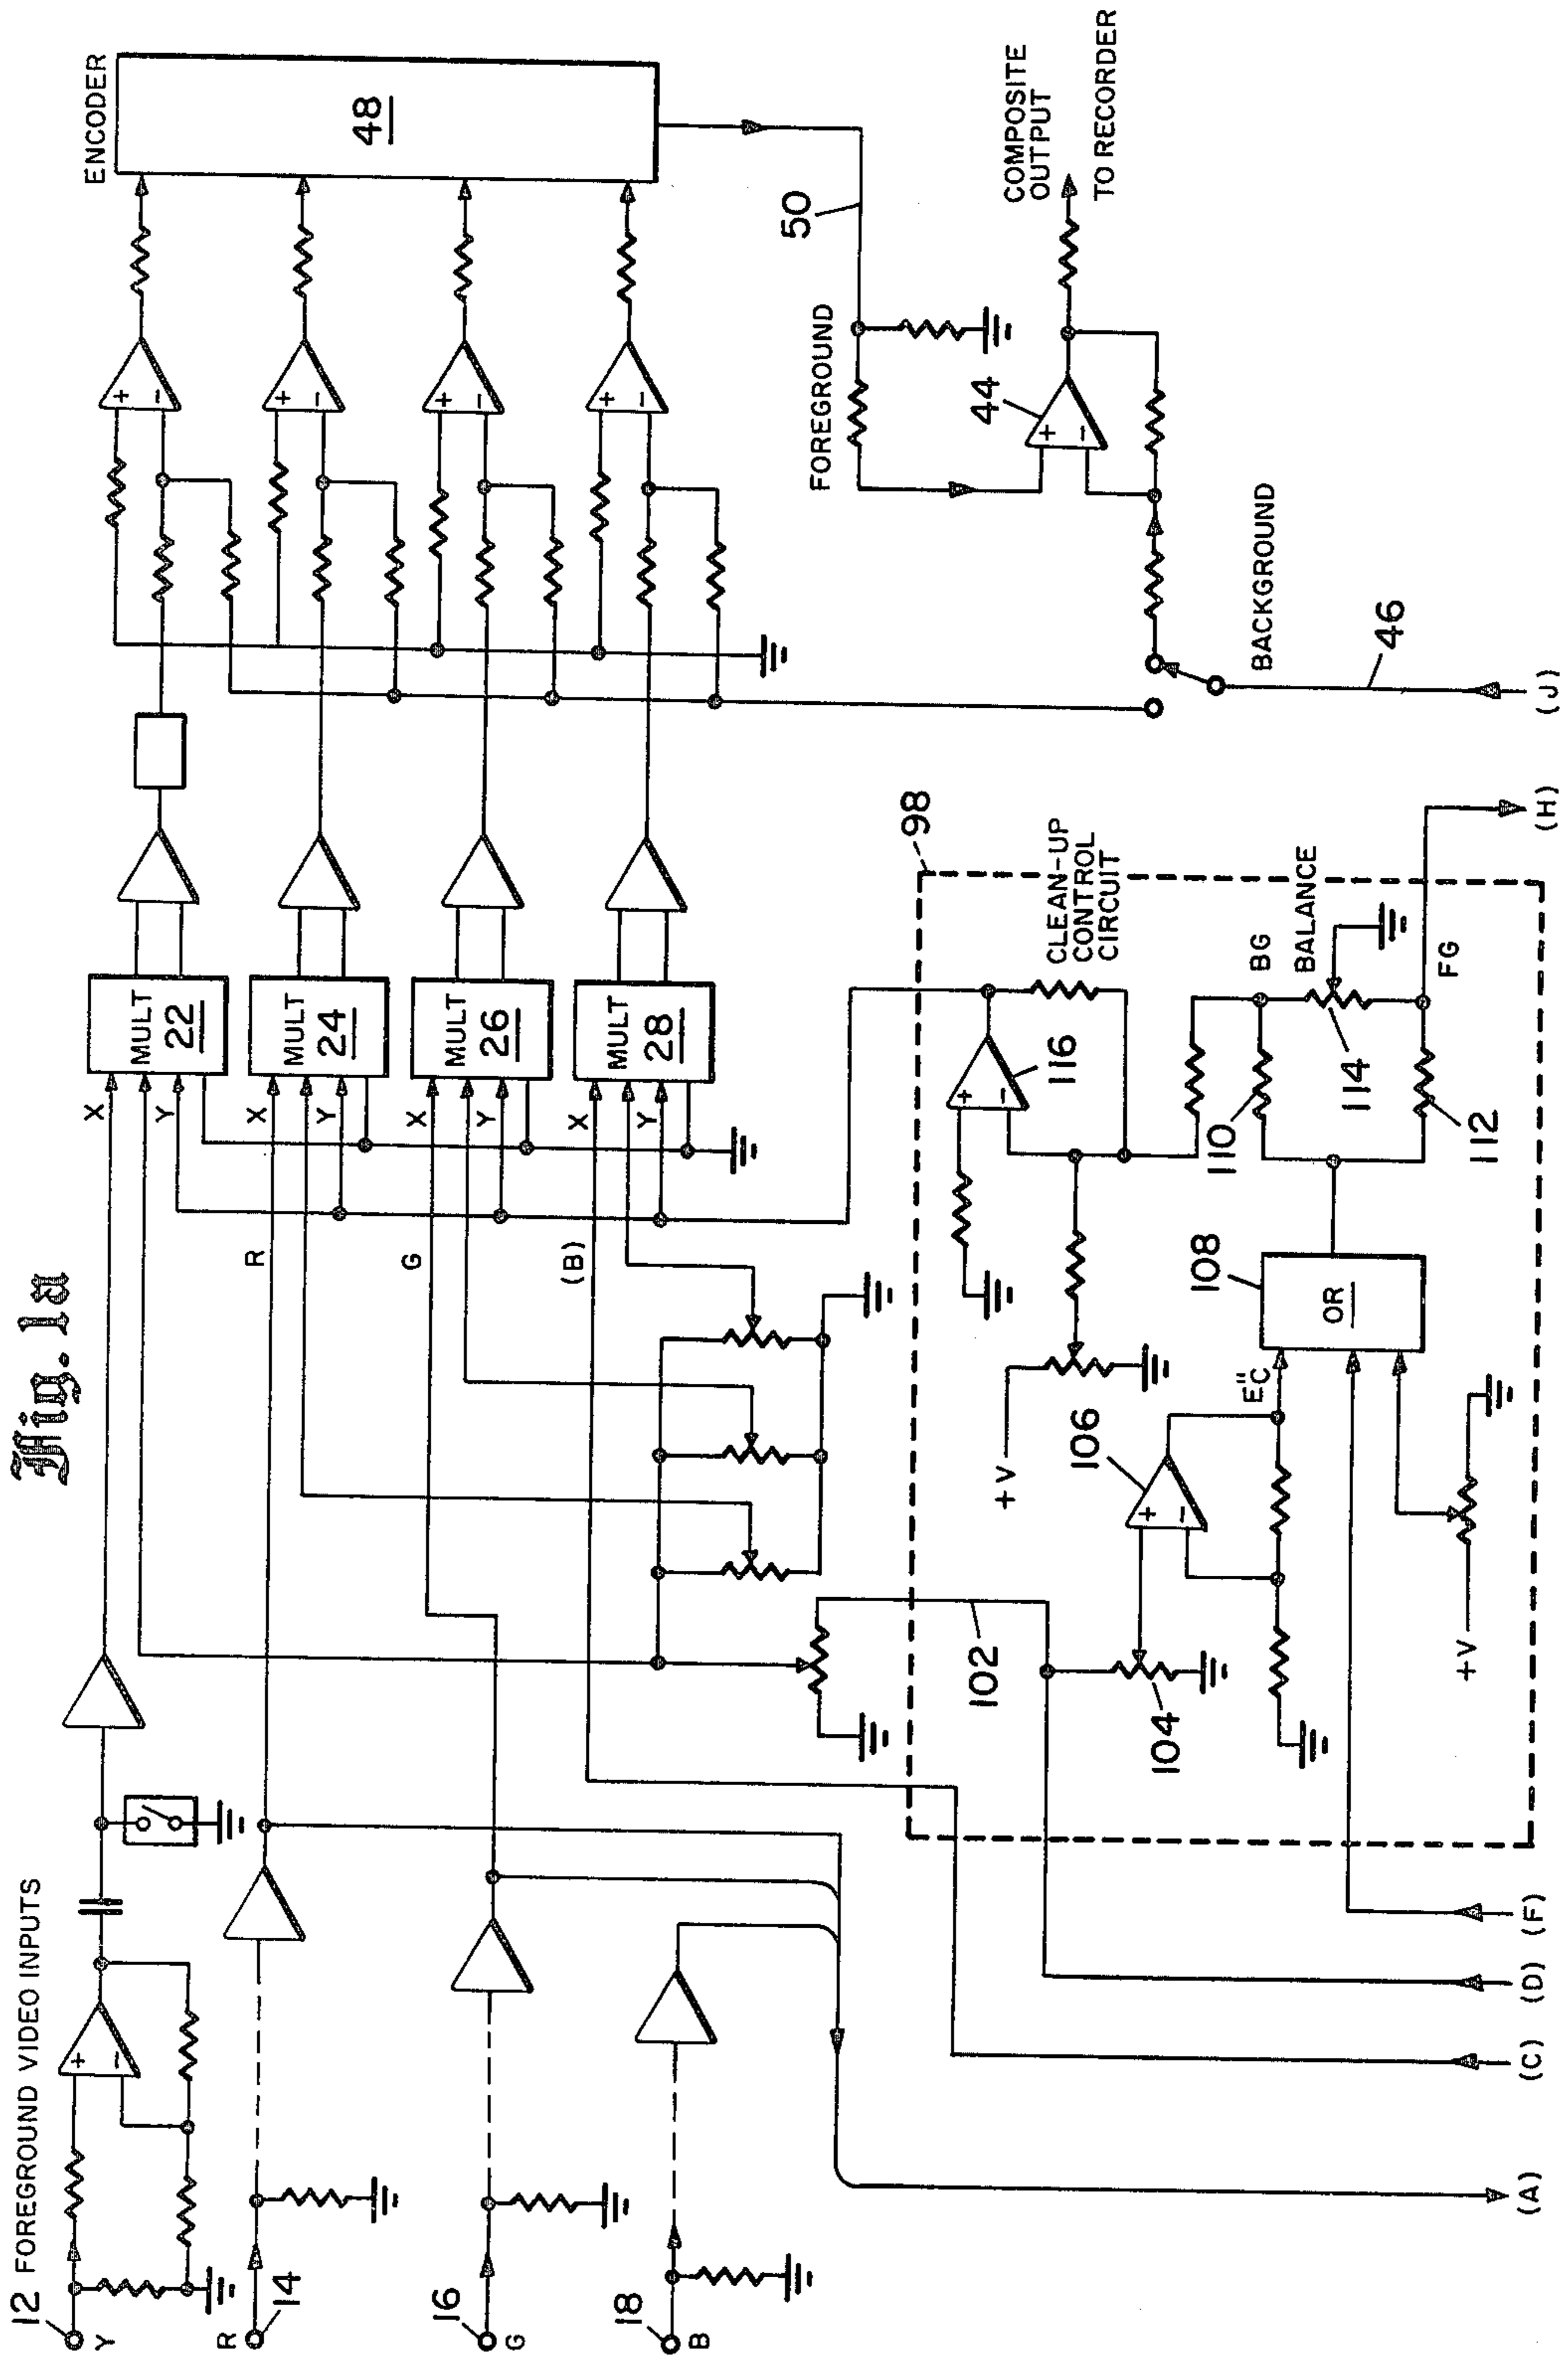 Fig. 1a
12 FOREGROUND VIDEO INPUTS
Y
R
14
16
G
18
B
X
Y
MULT
22
R
X
Y
MULT
24
G
X
Y
MULT
26
(B)
X
Y
MULT
28
ENCODER
48
50
FOREGROUND
44
+
-
COMPOSITE
OUTPUT
TO RECORDER
BACKGROUND
46
98
CLEAN-UP
CONTROL
CIRCUIT
116
+V
102
104
106
E"C
108
OR
110
112
114
BG
BALANCE
FG
+V
(A)
(C)
(D)
(F)
(H)
(J)